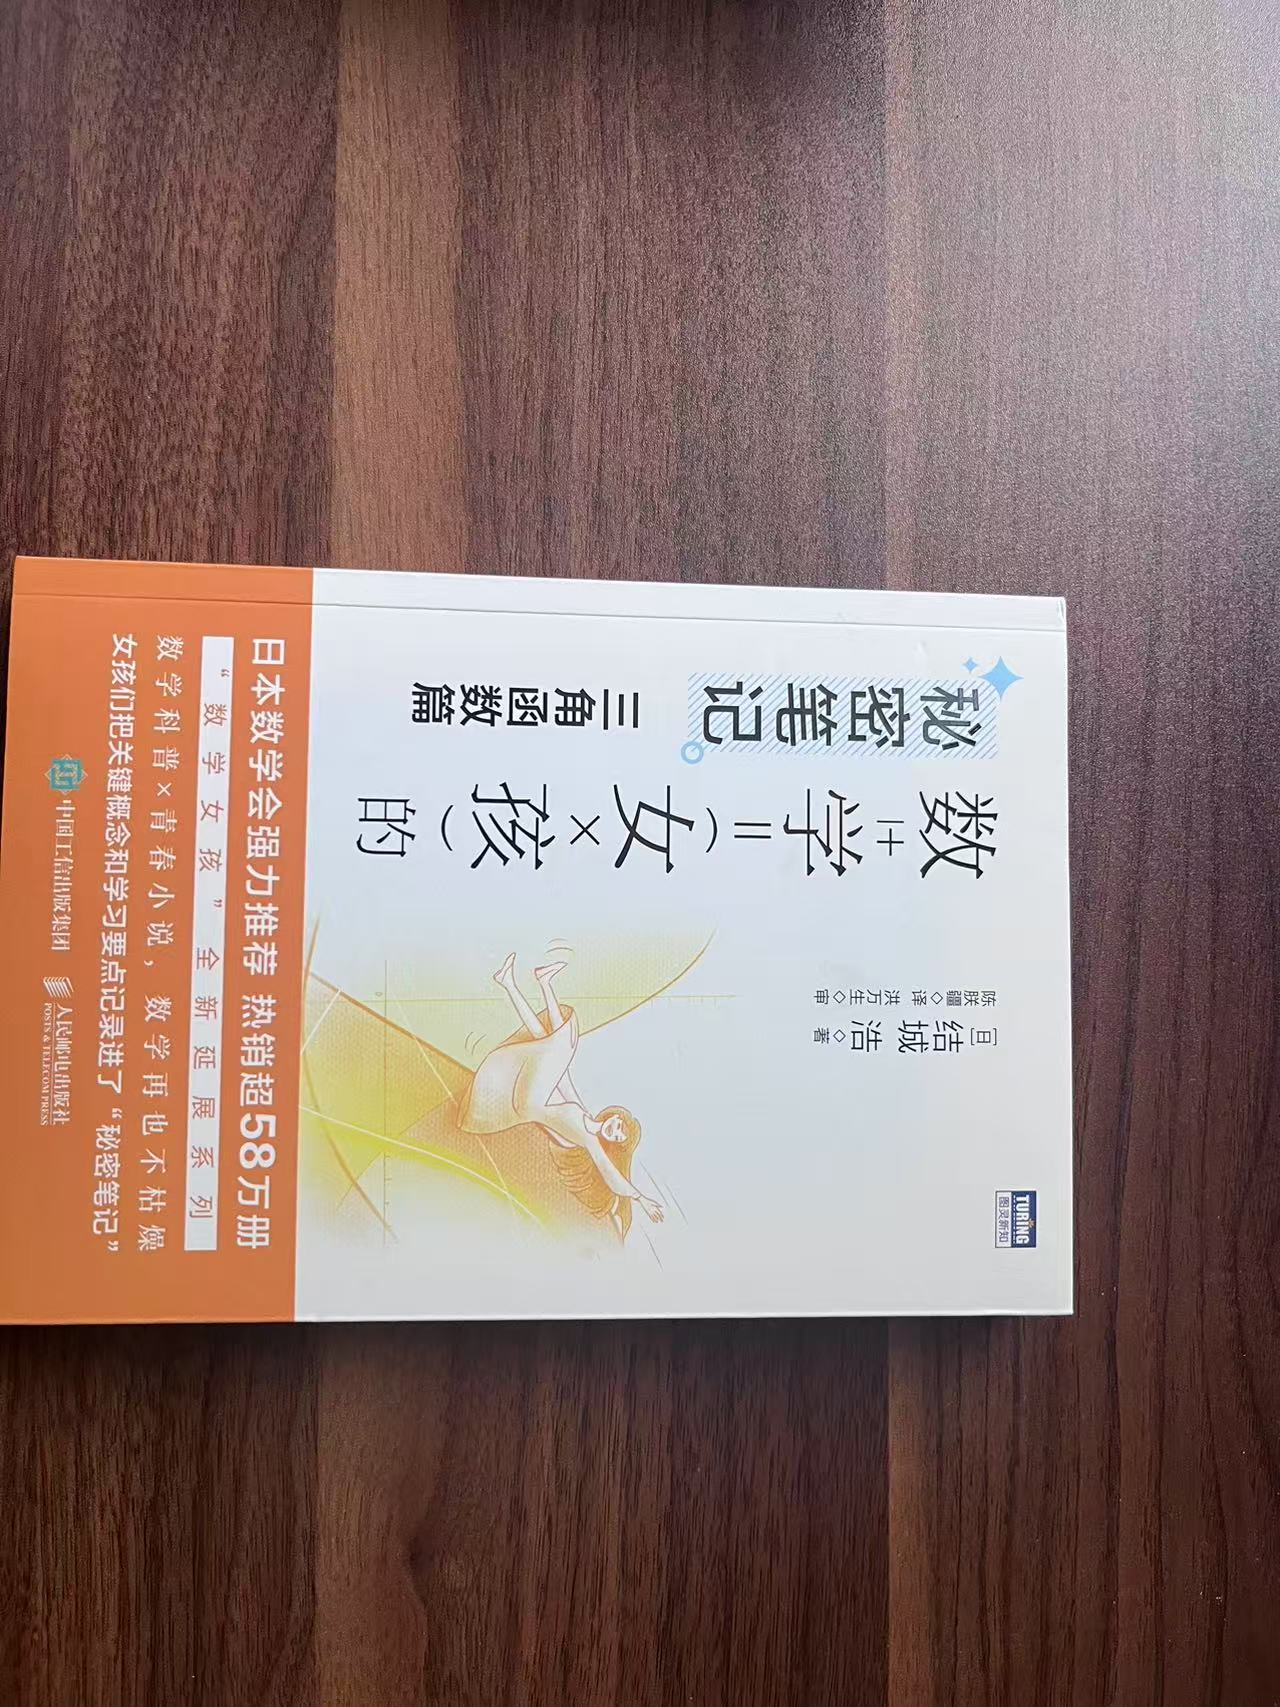 TURING
图灵新知
[日]结城 浩◇著
陈朕疆◇译 洪万生◇审
数学=(女×孩)的
秘密笔记
三角函数篇
0
日本数学会强力推荐 热销超58万册
“数学女孩”全新延展系列
数学科普×青春小说，数学再也不枯燥
女孩们把关键概念和学习要点记录进了“秘密笔记”
中国工信出版集团
人民邮电出版社
POSTS & TELECOM PRESS